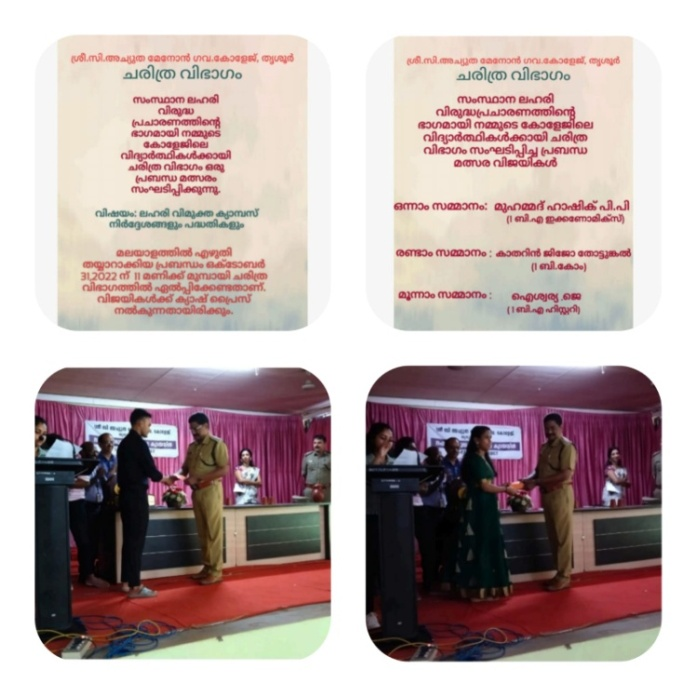 ശ്രീ.സി.അച്യുത മേനോൻ ഗവ.കോളേജ്, തൃശ്ശൂർ
ചരിത്ര വിഭാഗം
സംസ്ഥാന ലഹരി
വിരുദ്ധ
പ്രചാരണത്തിന്റെ
ഭാഗമായി നമ്മുടെ
കോളേജിലെ
വിദ്യാർത്ഥികൾക്കായി
ചരിത്ര വിഭാഗം ഒരു
പ്രബന്ധ മത്സരം
സംഘടിപ്പിക്കുന്നു.
വിഷയം: ലഹരി വിമുക്ത ക്യാമ്പസ്
നിർദ്ദേശങ്ങളും പദ്ധതികളും
മലയാളത്തിൽ എഴുതി
തയ്യാറാക്കിയ പ്രബന്ധം ഒക്ടോബർ
31,2022 ന് 11 മണിക്ക് മുമ്പായി ചരിത്ര
വിഭാഗത്തിൽ ഏൽപ്പിക്കേണ്ടതാണ്.
വിജയികൾക്ക് ക്യാഷ് പ്രൈസ്
നൽകുന്നതായിരിക്കും.
ശ്രീ.സി.അച്യുത മേനോൻ ഗവ.കോളേജ്, തൃശ്ശൂർ
ചരിത്ര വിഭാഗം
സംസ്ഥാന ലഹരി
വിരുദ്ധപ്രചാരണത്തിന്റെ
ഭാഗമായി നമ്മുടെ കോളേജിലെ
വിദ്യാർത്ഥികൾക്കായി ചരിത്ര
വിഭാഗം സംഘടിപ്പിച്ച പ്രബന്ധ
മത്സര വിജയികൾ
ഒന്നാം സമ്മാനം: മുഹമ്മദ് ഹാഷിക് പി.പി
(1 ബി.എ ഇക്കണോമിക്സ്)
രണ്ടാം സമ്മാനം : കാതറിൻ ജിജോ തോട്ടുങ്കൽ
(1 ബി.കോം)
മൂന്നാം സമ്മാനം : ഐശ്വര്യ .ജെ
(1 ബി.എ ഹിസ്റ്ററി)
ശ്രീ സി അച്യുത